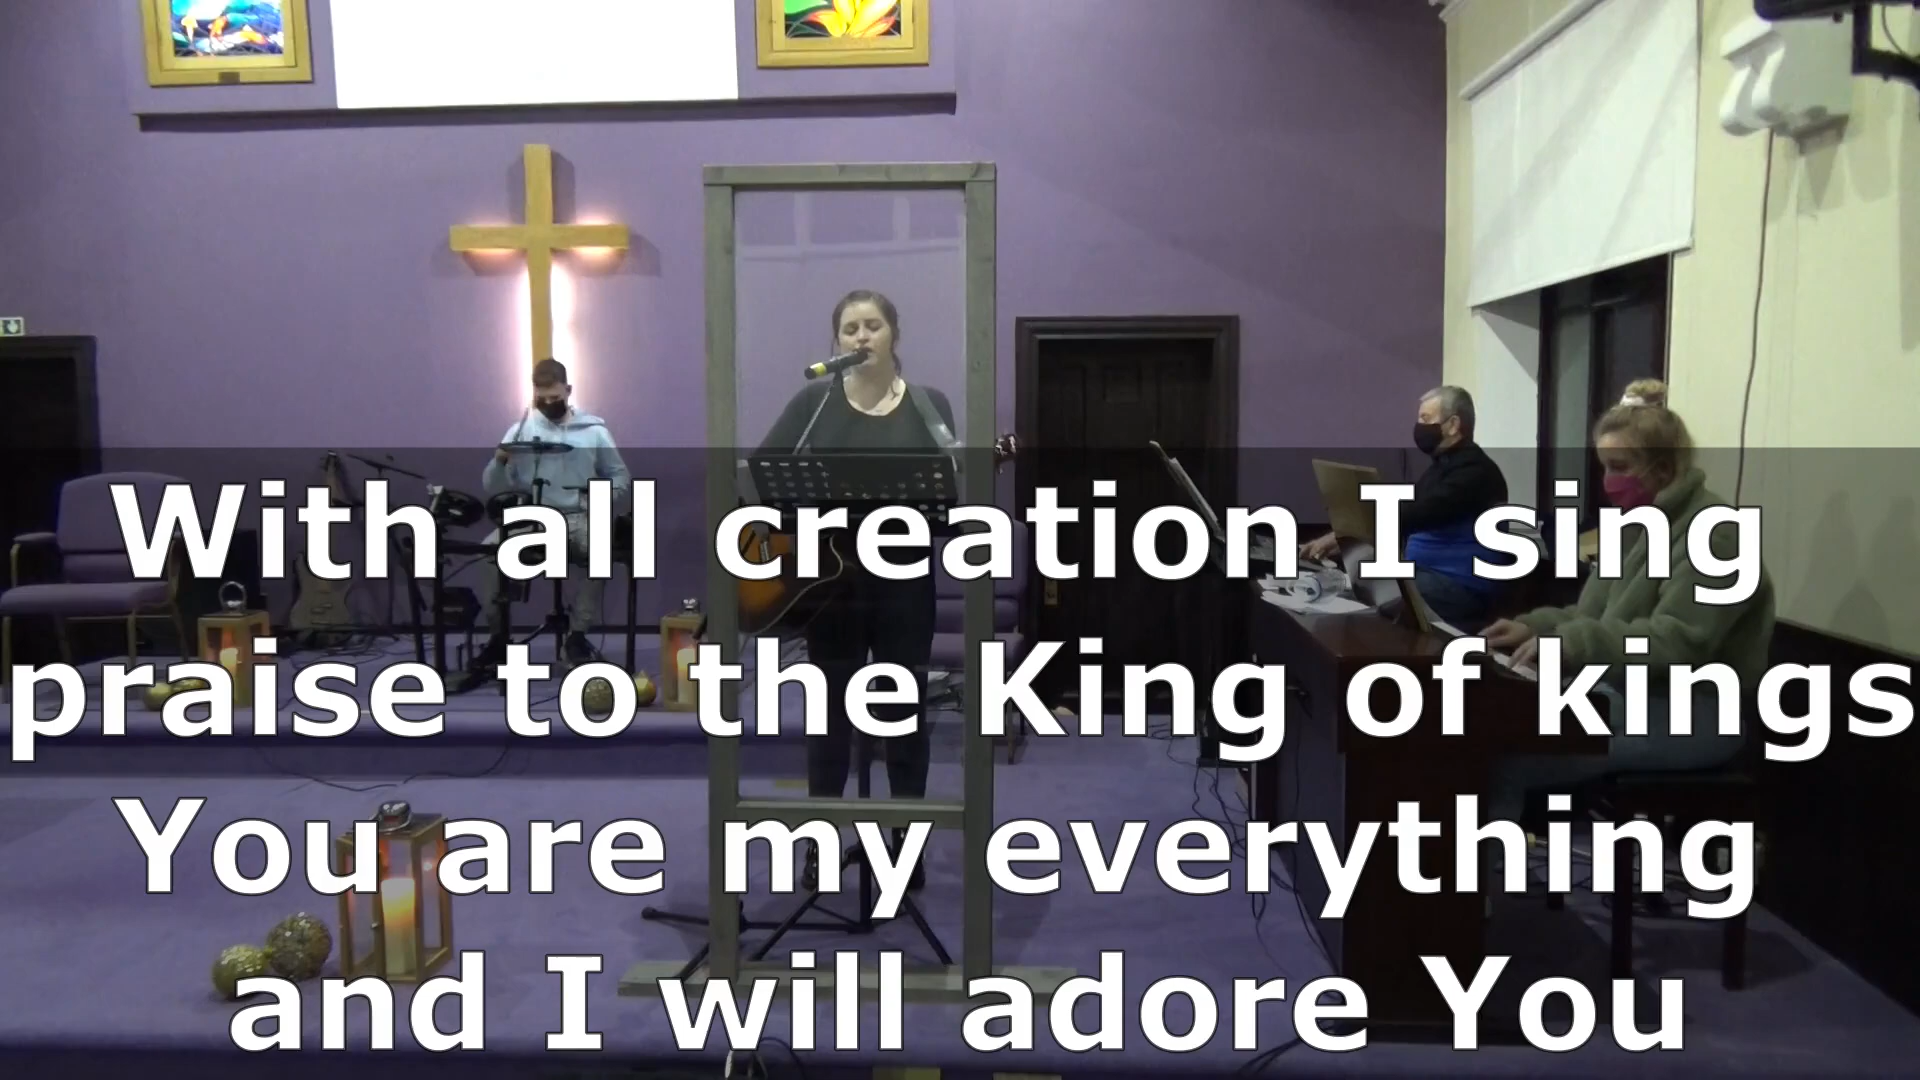 With all creation I sing
praise to the King of kings
You are my everything
and I will adore You